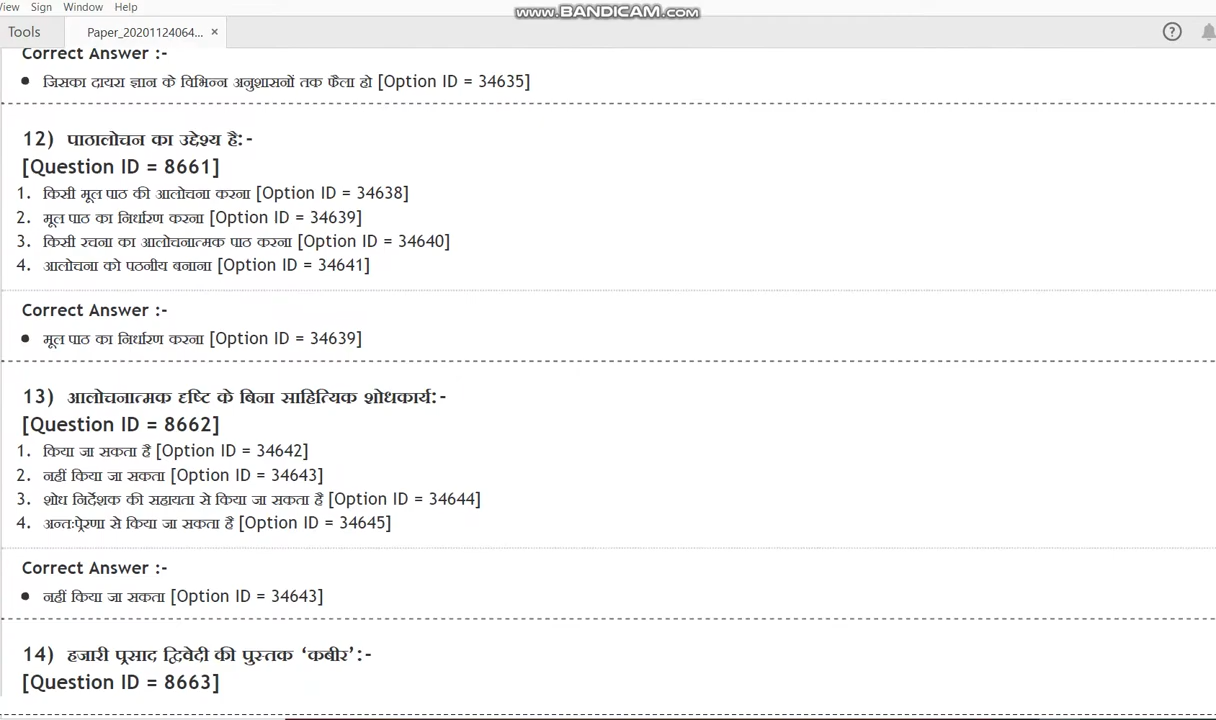 View Sign Window Help
www.BANDICAM.com
Tools Paper_20201124064... ×
Correct Answer :-
जिसका दायरा ज्ञान के विभिन्न अनुशासनों तक फैला हो [Option ID = 34635]
12) पाठालोचन का उद्देश्य है:-
[Question ID = 8661]
1. किसी मूल पाठ की आलोचना करना [Option ID = 34638]
2. मूल पाठ का निर्धारण करना [Option ID = 34639]
3. किसी रचना का आलोचनात्मक पाठ करना [Option ID = 34640]
4. आलोचना को पठनीय बनाना [Option ID = 34641]
Correct Answer :-
मूल पाठ का निर्धारण करना [Option ID = 34639]
13) आलोचनात्मक दृष्टि के बिना साहित्यिक शोधकार्य:-
[Question ID = 8662]
1. किया जा सकता है [Option ID = 34642]
2. नहीं किया जा सकता [Option ID = 34643]
3. शोध निर्देशक की सहायता से किया जा सकता है [Option ID = 34644]
4. अन्तःप्रेरणा से किया जा सकता है [Option ID = 34645]
Correct Answer :-
नहीं किया जा सकता [Option ID = 34643]
14) हजारी प्रसाद द्विवेदी की पुस्तक ‘कबीर’:-
[Question ID = 8663]